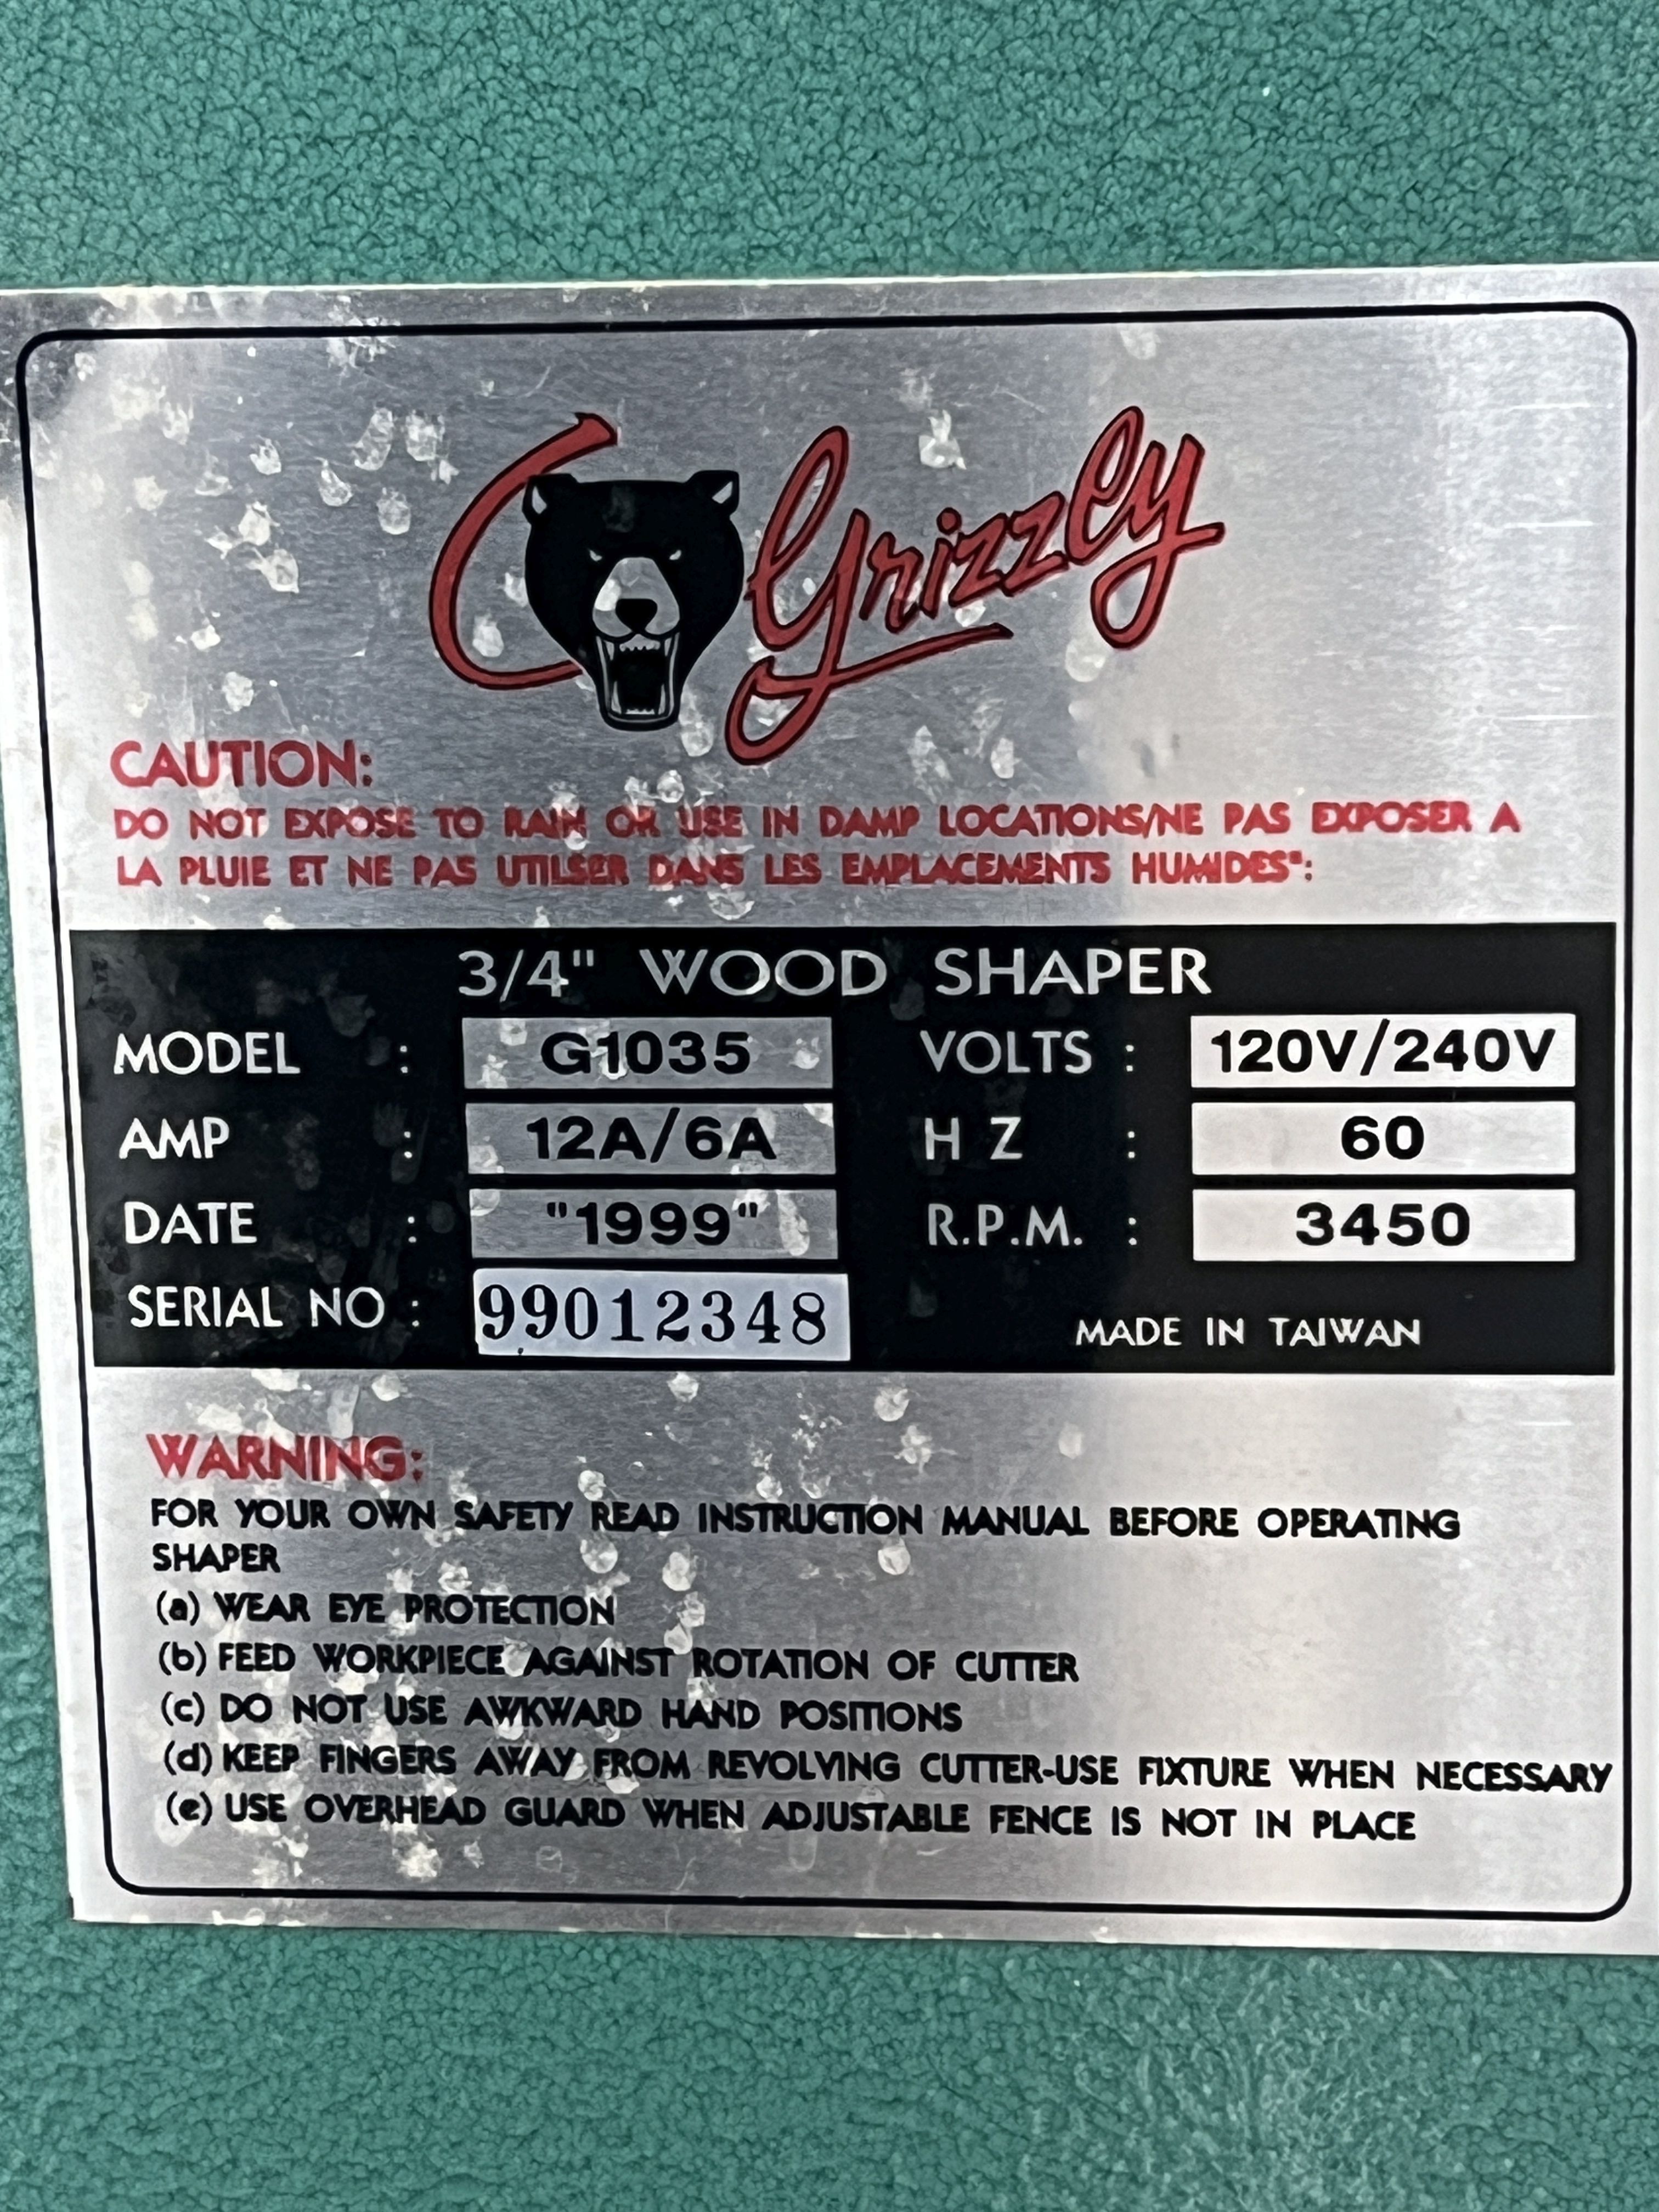 Grizzly
CAUTION:
DO NOT EXPOSE TO RAIN OR USE IN DAMP LOCATIONS/NE PAS EXPOSER A
LA PLUIE ET NE PAS UTILSER DANS LES EMPLACEMENTS HUMIDES":
3/4" WOOD SHAPER
MODEL : G1035 VOLTS : 120V/240V
AMP : 12A/6A H Z : 60
DATE : "1999" R.P.M. : 3450
SERIAL NO : 99012348 MADE IN TAIWAN
WARNING:
FOR YOUR OWN SAFETY READ INSTRUCTION MANUAL BEFORE OPERATING
SHAPER
(a) WEAR EYE PROTECTION
(b) FEED WORKPIECE AGAINST ROTATION OF CUTTER
(c) DO NOT USE AWKWARD HAND POSITIONS
(d) KEEP FINGERS AWAY FROM REVOLVING CUTTER-USE FIXTURE WHEN NECESSARY
(e) USE OVERHEAD GUARD WHEN ADJUSTABLE FENCE IS NOT IN PLACE